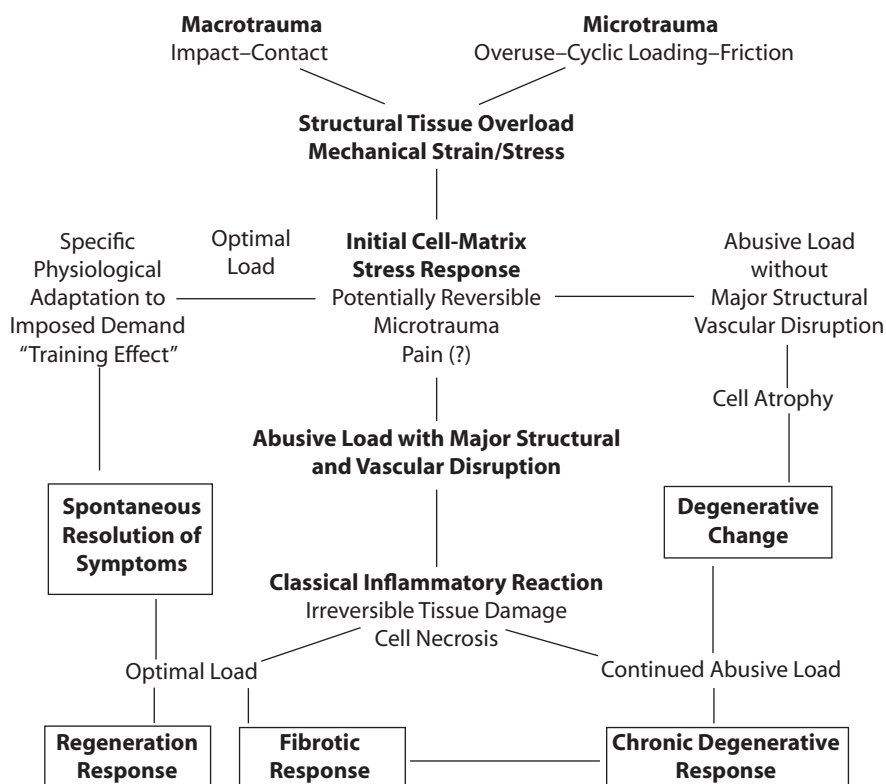 Macrotrauma
Impact–Contact
Microtrauma
Overuse–Cyclic Loading–Friction
Structural Tissue Overload
Mechanical Strain/Stress
Specific
Physiological
Adaptation to
Imposed Demand
“Training Effect”
Optimal
Load
Initial Cell-Matrix
Stress Response
Potentially Reversible
Microtrauma
Pain (?)
Abusive Load
without
Major Structural
Vascular Disruption
Cell Atrophy
Abusive Load with Major Structural
and Vascular Disruption
Spontaneous
Resolution of
Symptoms
Degenerative
Change
Classical Inflammatory Reaction
Irreversible Tissue Damage
Cell Necrosis
Optimal Load
Continued Abusive Load
Regeneration
Response
Fibrotic
Response
Chronic Degenerative
Response